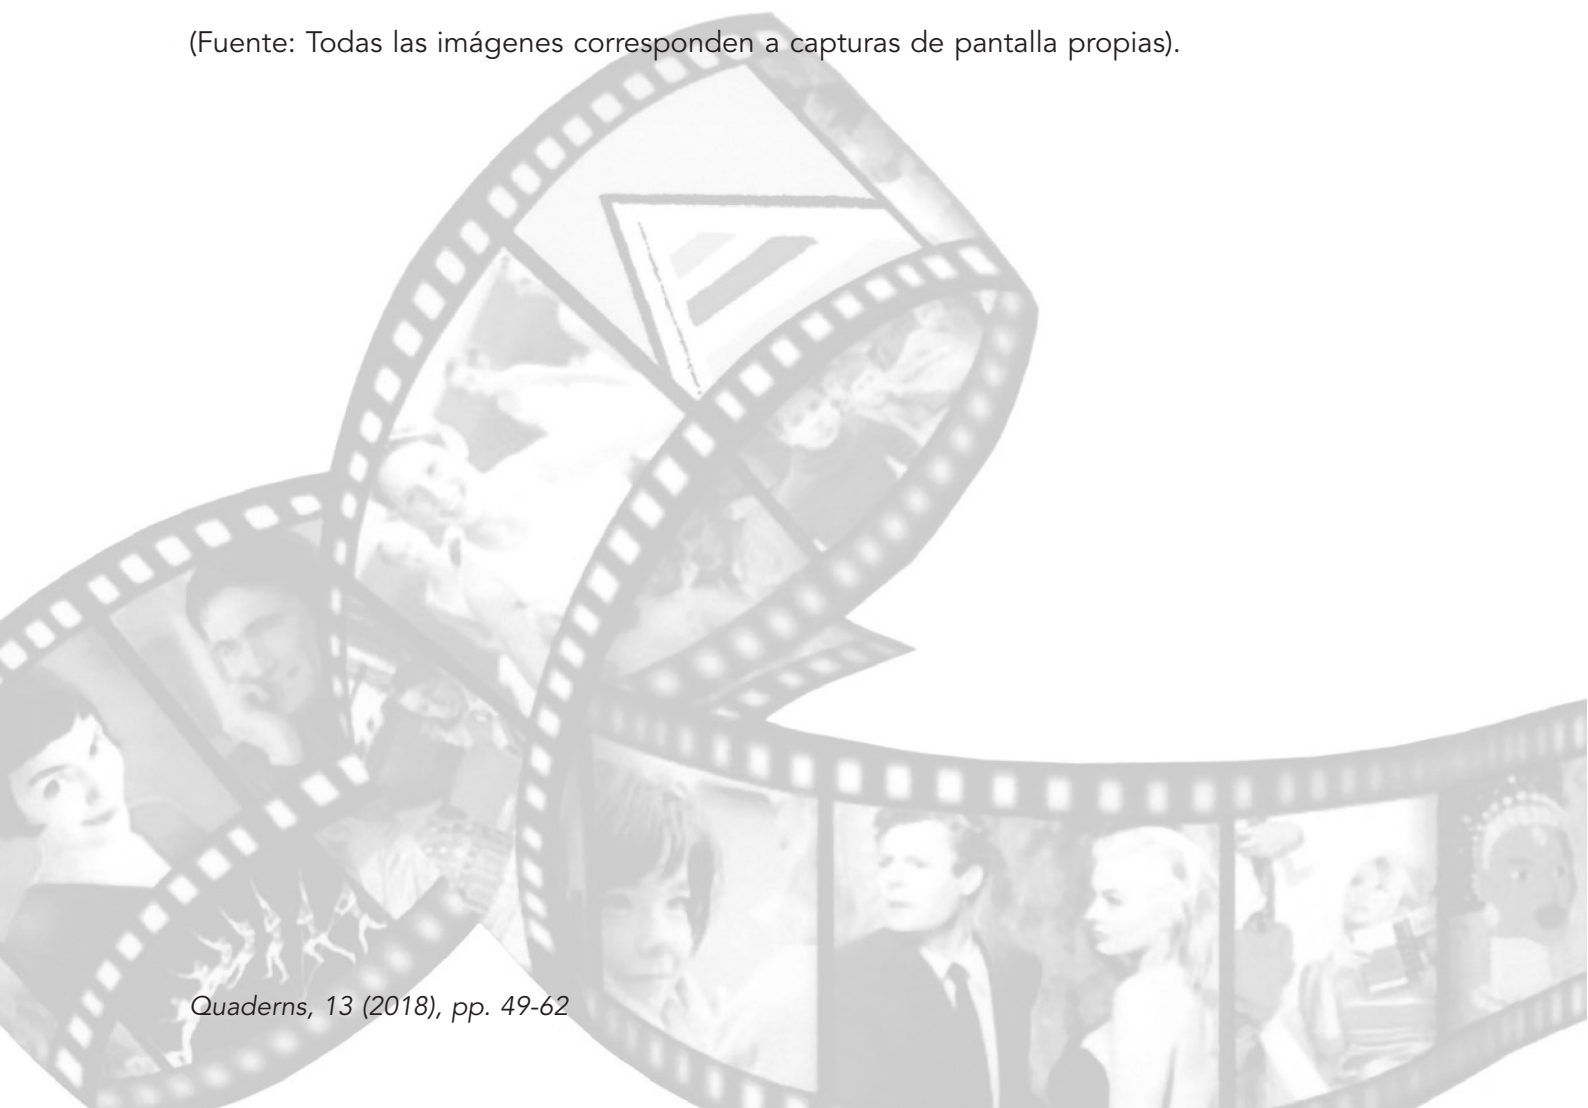 (Fuente: Todas las imágenes corresponden a capturas de pantalla propias).
Quaderns, 13 (2018), pp. 49-62